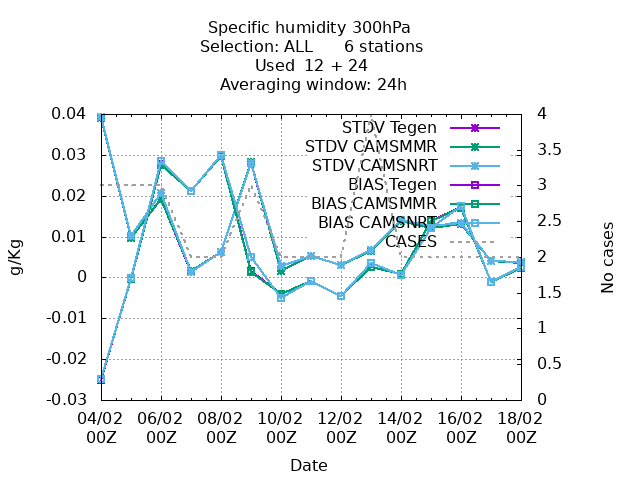 Specific humidity 300hPa
Selection: ALL      6 stations
Used  12 + 24
Averaging window: 24h
STDV Tegen
STDV CAMSMMR
STDV CAMSNRT
BIAS Tegen
BIAS CAMSMMR
BIAS CAMSNRT
CASES
0.04
0.03
0.02
0.01
0
-0.01
-0.02
-0.03
g/Kg
4
3.5
3
2.5
2
1.5
1
0.5
0
No cases
04/02 06/02 08/02 10/02 12/02 14/02 16/02 18/02
00Z 00Z 00Z 00Z 00Z 00Z 00Z 00Z
Date